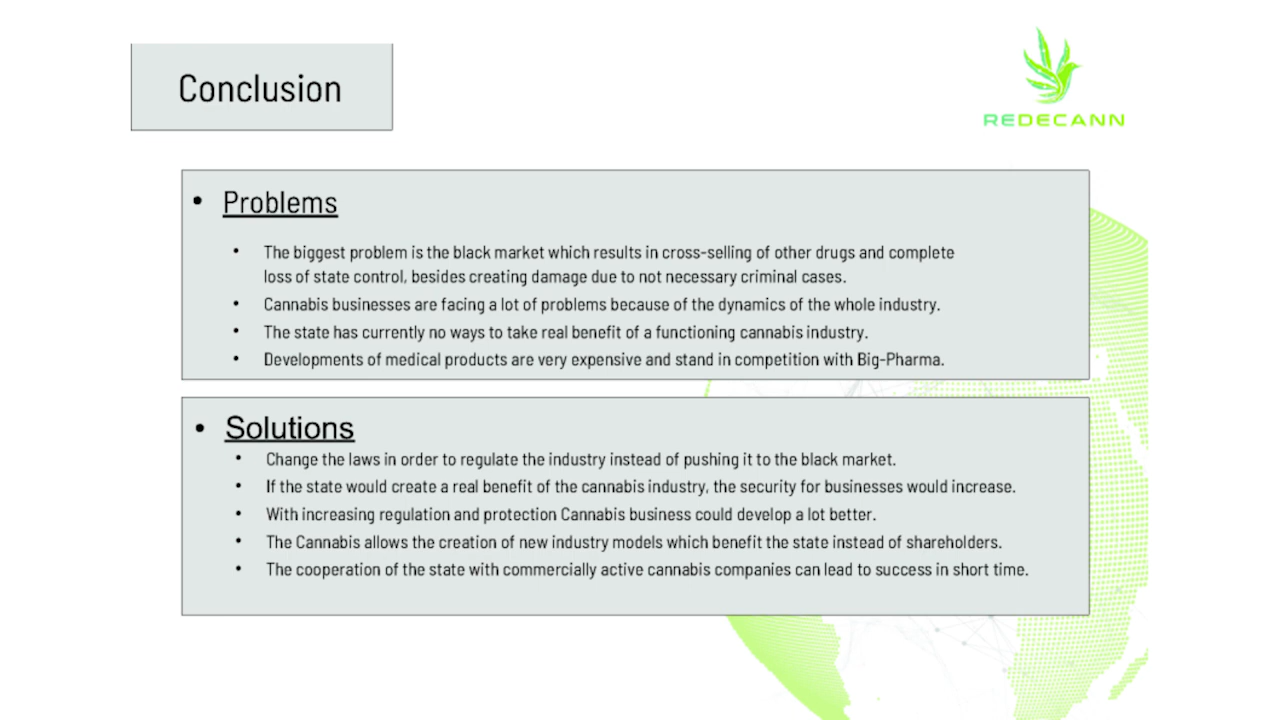 Conclusion
REDECANN
• Problems
• The biggest problem is the black market which results in cross-selling of other drugs and complete
loss of state control, besides creating damage due to not necessary criminal cases.
• Cannabis businesses are facing a lot of problems because of the dynamics of the whole industry.
• The state has currently no ways to take real benefit of a functioning cannabis industry.
• Developments of medical products are very expensive and stand in competition with Big-Pharma.
• Solutions
• Change the laws in order to regulate the industry instead of pushing it to the black market.
• If the state would create a real benefit of the cannabis industry, the security for businesses would increase.
• With increasing regulation and protection Cannabis business could develop a lot better.
• The Cannabis allows the creation of new industry models which benefit the state instead of shareholders.
• The cooperation of the state with commercially active cannabis companies can lead to success in short time.